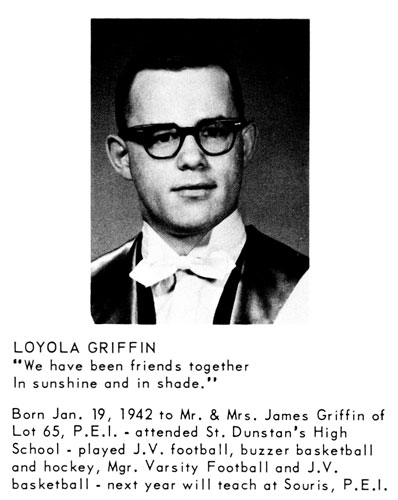 LOYOLA GRIFFIN
"We have been friends together
In sunshine and in shade."
Born Jan. 19, 1942 to Mr. & Mrs. James Griffin of
Lot 65, P.E.I. - attended St. Dunstan's High
School - played J.V. football, buzzer basketball
and hockey, Mgr. Varsity Football and J.V.
basketball - next year will teach at Souris, P.E.I.